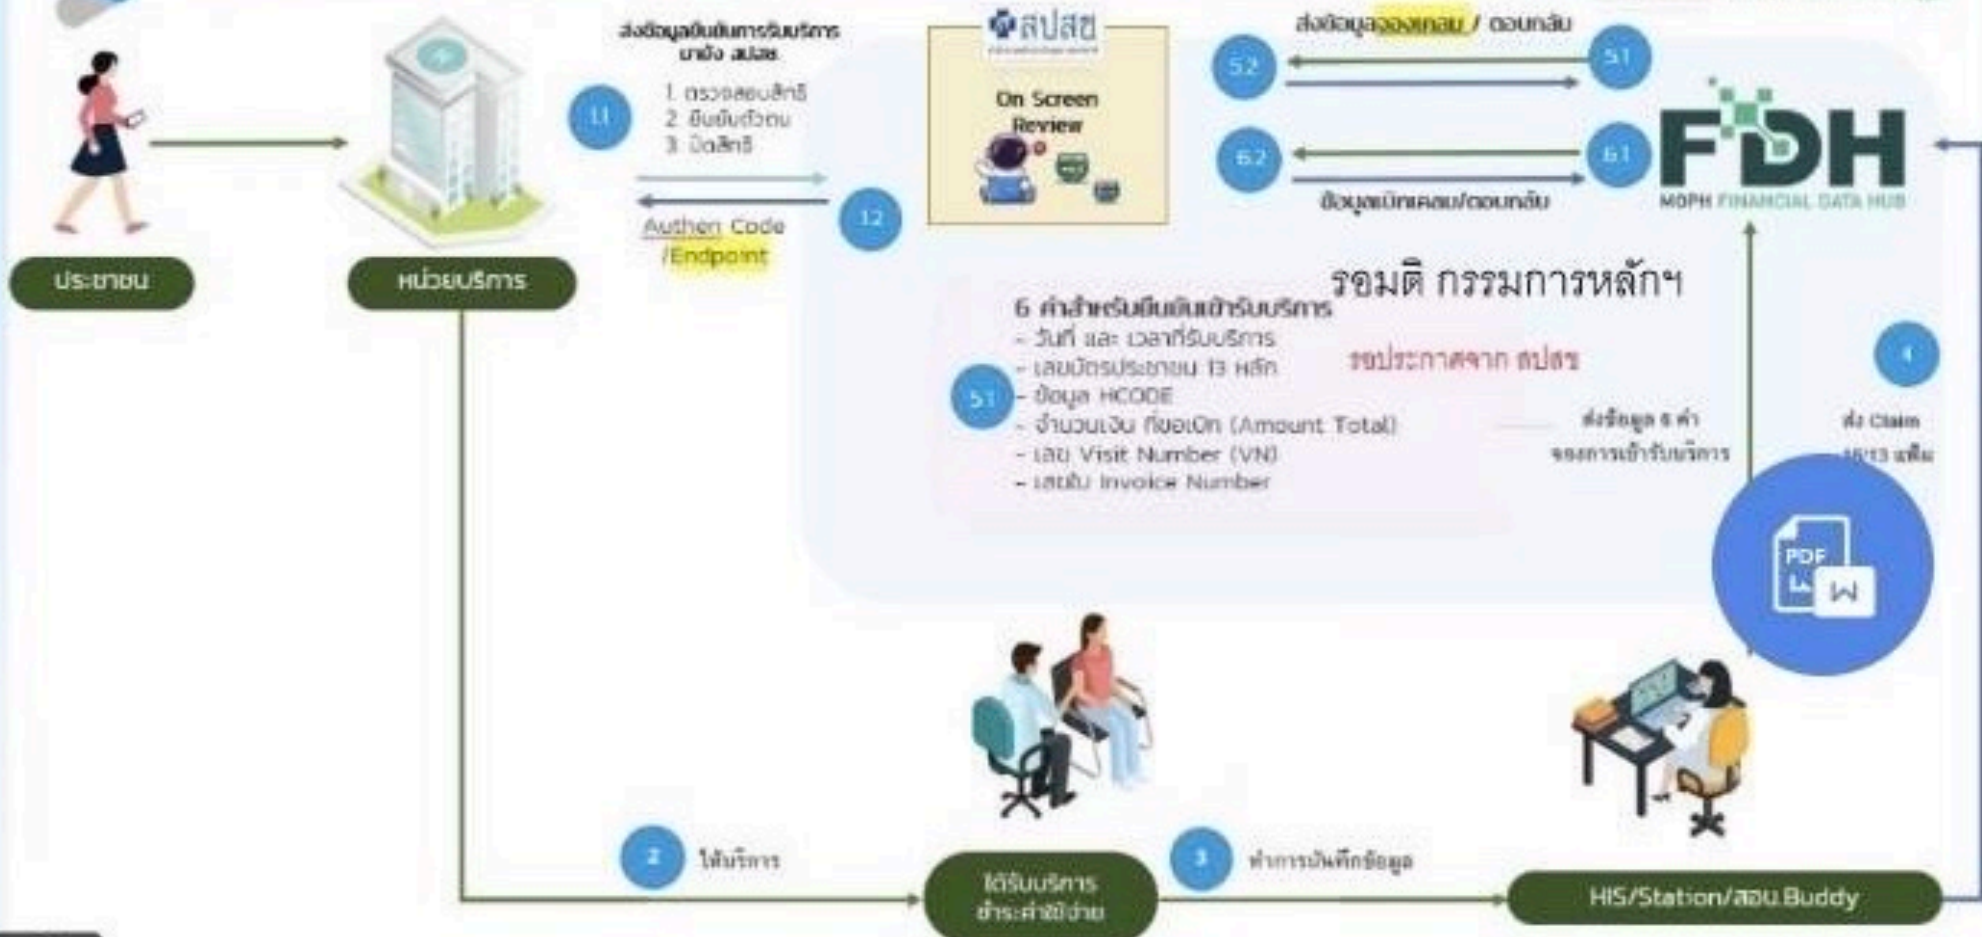 ส่งข้อมูลยืนยันการรับบริการ
มายัง สปสช.
1. ตรวจสอบสิทธิ
2. ยืนยันตัวตน
3. ปิดสิทธิ
1.1
1.2
Authen Code
/Endpoint
สปสช
On Screen
Review
ส่งข้อมูลจองเคลม / ตอบกลับ
5.2
5.1
6.2
6.1
ข้อมูลเบิกเคลม/ตอบกลับ
FDH
MOPH FINANCIAL DATA HUB
ประชาชน
หน่วยบริการ
รอมติ กรรมการหลักฯ
6 ค่าสำหรับยืนยันเข้ารับบริการ
- วันที่ และ เวลาที่รับบริการ
- เลขบัตรประชาชน 13 หลัก
รอประกาศจาก สปสช
5.1
- ข้อมูล HCODE
- จำนวนเงิน ที่ขอเบิก (Amount Total)
- เลข Visit Number (VN)
- เลขใบ Invoice Number
ส่งข้อมูล 6 ค่า
ของการเข้ารับบริการ
4
ส่ง Claim
แฟ้ม
PDF
W
2
ให้บริการ
ได้รับบริการ
ชำระค่าใช้จ่าย
3
ทำการบันทึกข้อมูล
HIS/Station/สอน.Buddy